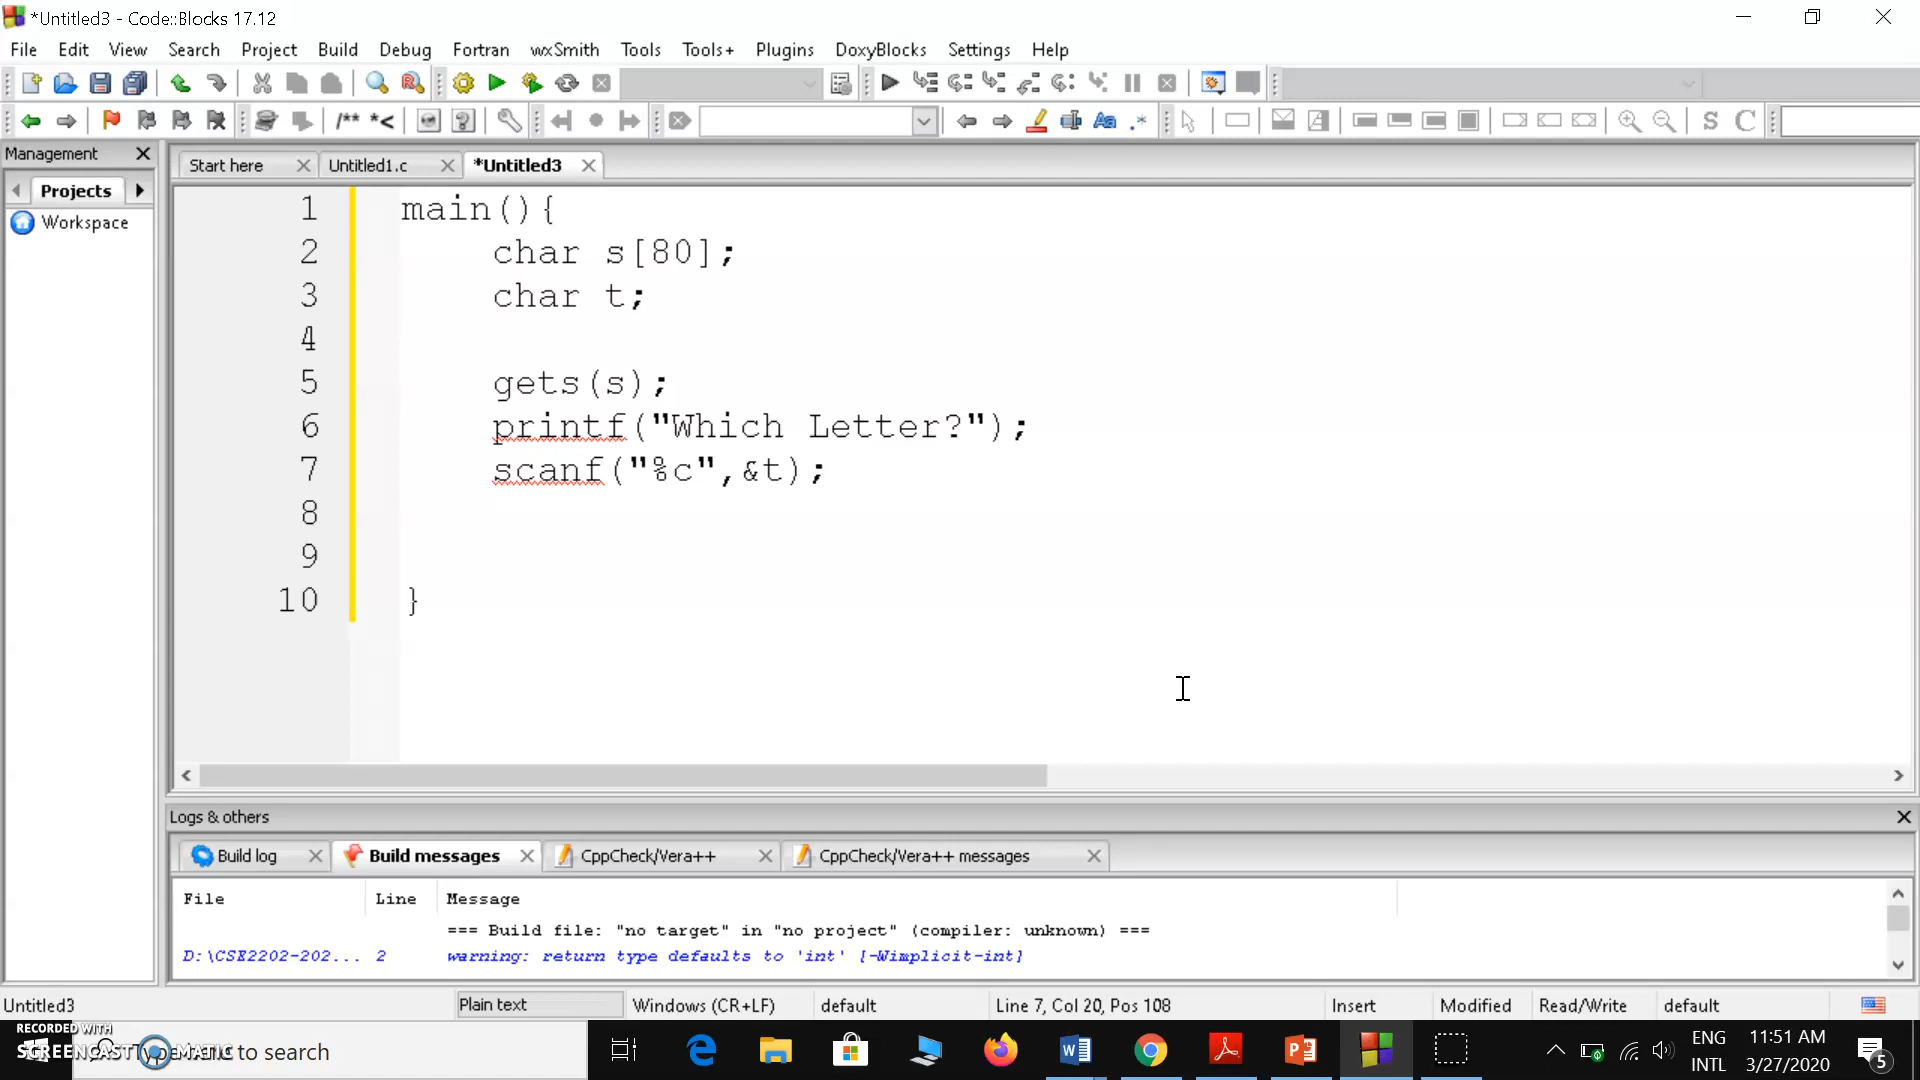 *Untitled3 - Code::Blocks 17.12
File Edit View Search Project Build Debug Fortran wxSmith Tools Tools+ Plugins DoxyBlocks Settings Help
/** *<
S C
Management
Start here Untitled1.c *Untitled3
Projects
Workspace
1 main(){
2 char s[80];
3 char t;
4
5 gets(s);
6 printf("Which Letter?");
7 scanf("%c",&t);
8
9
10 }
Logs & others
Build log Build messages CppCheck/Vera++ CppCheck/Vera++ messages
File Line Message
=== Build file: "no target" in "no project" (compiler: unknown) ===
D:\CSE2202-202... 2 warning: return type defaults to 'int' [-Wimplicit-int]
Untitled3 Plain text Windows (CR+LF) default Line 7, Col 20, Pos 108 Insert Modified Read/Write default
RECORDED WITH
SCREENCAST MATIC
to search
ENG 11:51 AM
INTL 3/27/2020
5